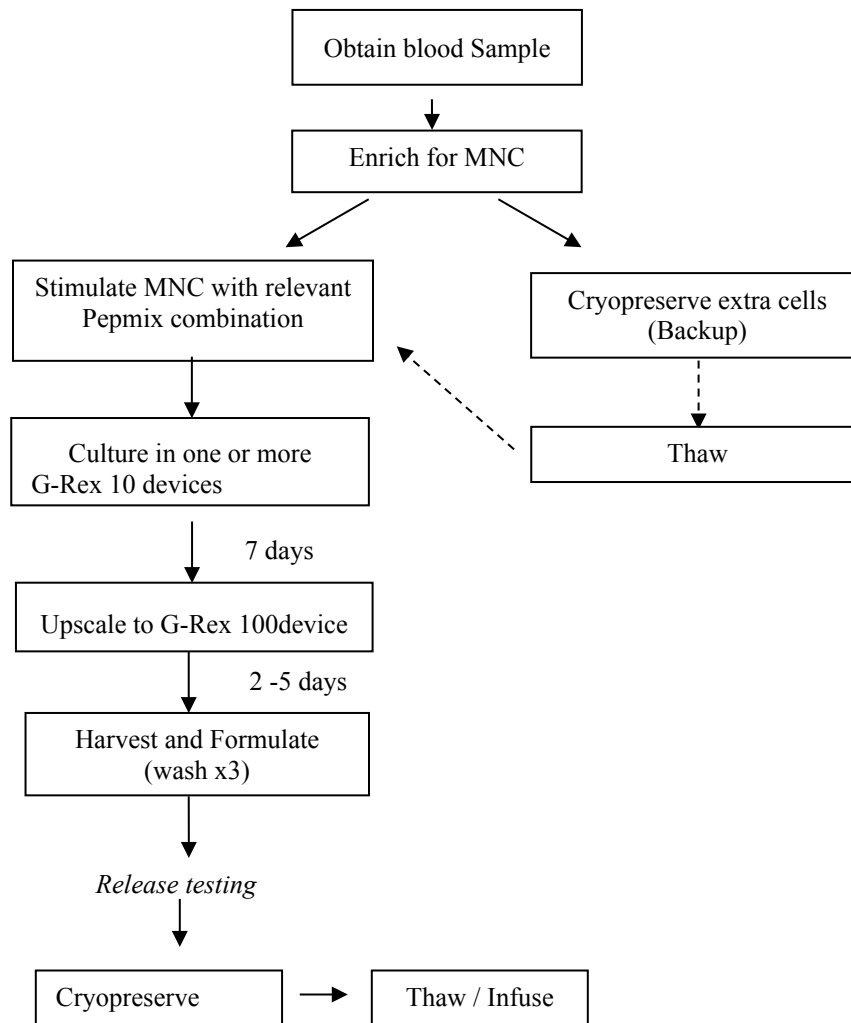 Obtain blood Sample
Enrich for MNC
Stimulate MNC with relevant
Pepmix combination
Cryopreserve extra cells
(Backup)
Culture in one or more
G-Rex 10 devices
Thaw
7 days
Upscale to G-Rex 100device
2 -5 days
Harvest and Formulate
(wash x3)
Release testing
Cryopreserve
Thaw / Infuse